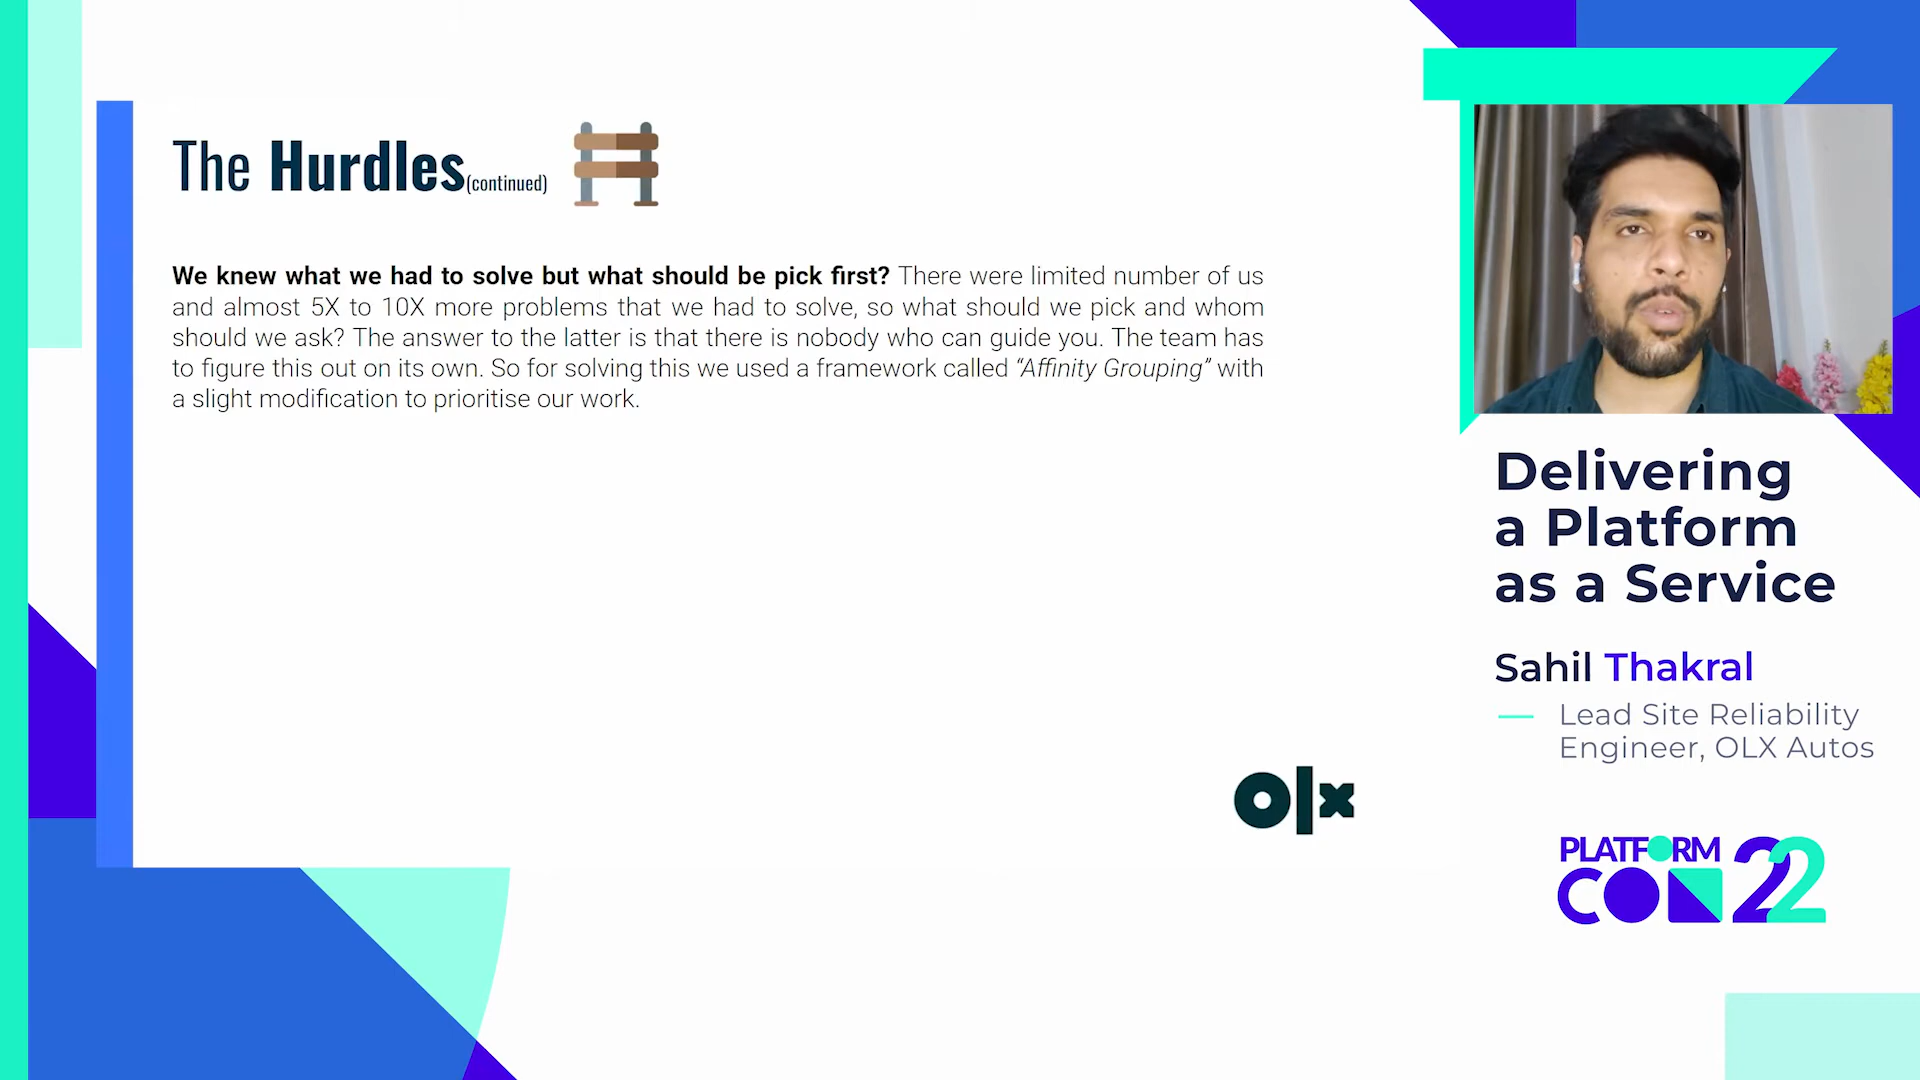 The Hurdles(continued)
We knew what we had to solve but what should be pick first? There were limited number of us
and almost 5X to 10X more problems that we had to solve, so what should we pick and whom
should we ask? The answer to the latter is that there is nobody who can guide you. The team has
to figure this out on its own. So for solving this we used a framework called “Affinity Grouping” with
a slight modification to prioritise our work.
olx
Delivering
a Platform
as a Service
Sahil Thakral
— Lead Site Reliability
Engineer, OLX Autos
PLATFORM
CON 22